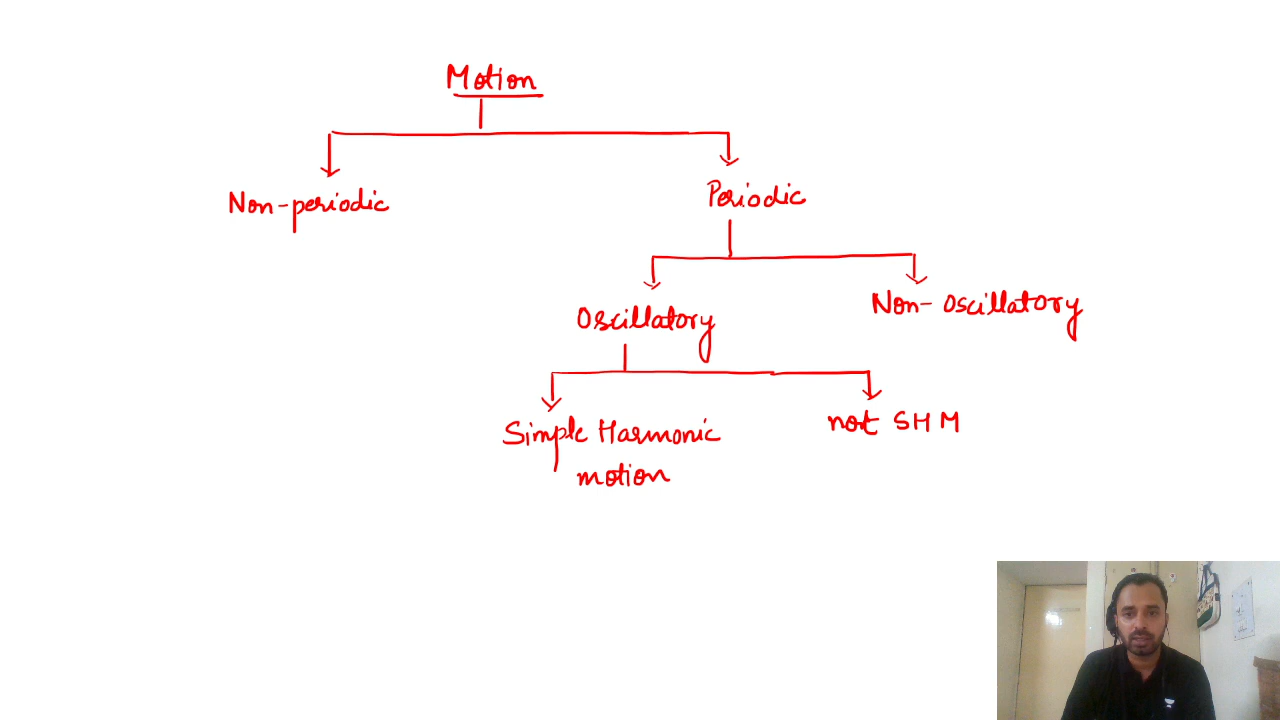 Motion
Non-periodic
Periodic
Oscillatory
Non-Oscillatory
Simple Harmonic
motion
not SHM